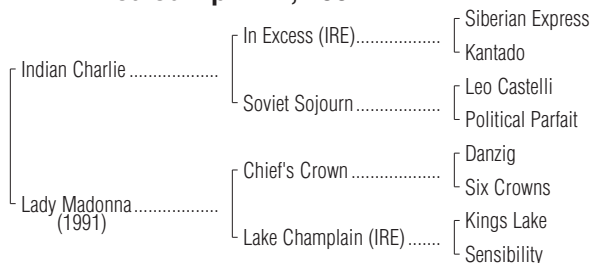 Siberian Express
In Excess (IRE)
Kantado
Indian Charlie
Leo Castelli
Soviet Sojourn
Political Parfait
Danzig
Chief's Crown
Six Crowns
Lady Madonna
(1991)
Kings Lake
Lake Champlain (IRE)
Sensibility